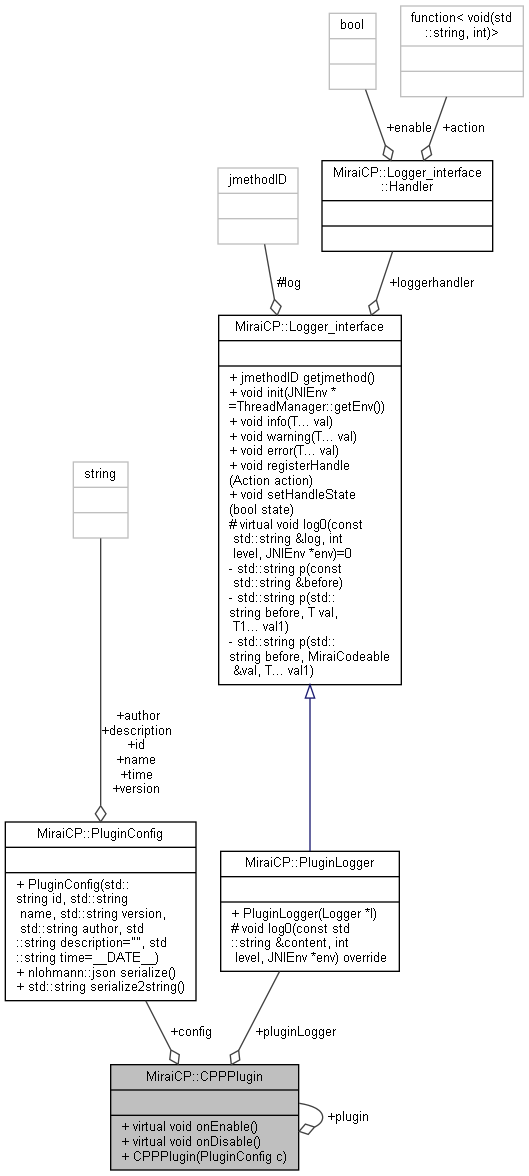 bool
function< void(std
::string, int)>
+enable
+action
MiraiCP::Logger_interface
::Handler
jmethodID
#log
+loggerhandler
MiraiCP::Logger_interface
+ jmethodID getjmethod()
+ void init(JNIEnv *
=ThreadManager::getEnv())
+ void info(T... val)
+ void warning(T... val)
+ void error(T... val)
+ void registerHandle
(Action action)
+ void setHandleState
(bool state)
# virtual void log0(const
std::string &log, int
level, JNIEnv *env)=0
- std::string p(const
std::string &before)
- std::string p(std::
string before, T val,
T1... val1)
- std::string p(std::
string before, MiraiCodeable
&val, T... val1)
string
+author
+description
+id
+name
+time
+version
MiraiCP::PluginConfig
+ PluginConfig(std::
string id, std::string
name, std::string version,
std::string author, std
::string description="", std
::string time=__DATE__)
+ nlohmann::json serialize()
+ std::string serialize2string()
MiraiCP::PluginLogger
+ PluginLogger(Logger *l)
# void log0(const std
::string &content, int
level, JNIEnv *env) override
+config
+pluginLogger
MiraiCP::CPPPlugin
+ virtual void onEnable()
+ virtual void onDisable()
+ CPPPlugin(PluginConfig c)
+plugin